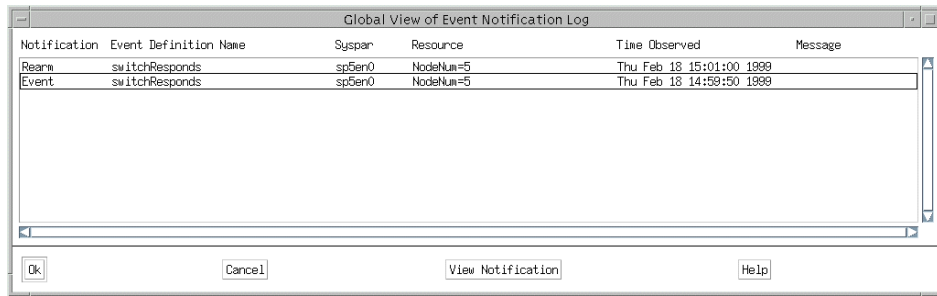 Global View of Event Notification Log
Notification Event Definition Name Syspar Resource Time Observed Message
Rearm switchResponds sp5en0 NodeNum=5 Thu Feb 18 15:01:00 1999
Event switchResponds sp5en0 NodeNum=5 Thu Feb 18 14:59:50 1999
Ok Cancel View Notification Help